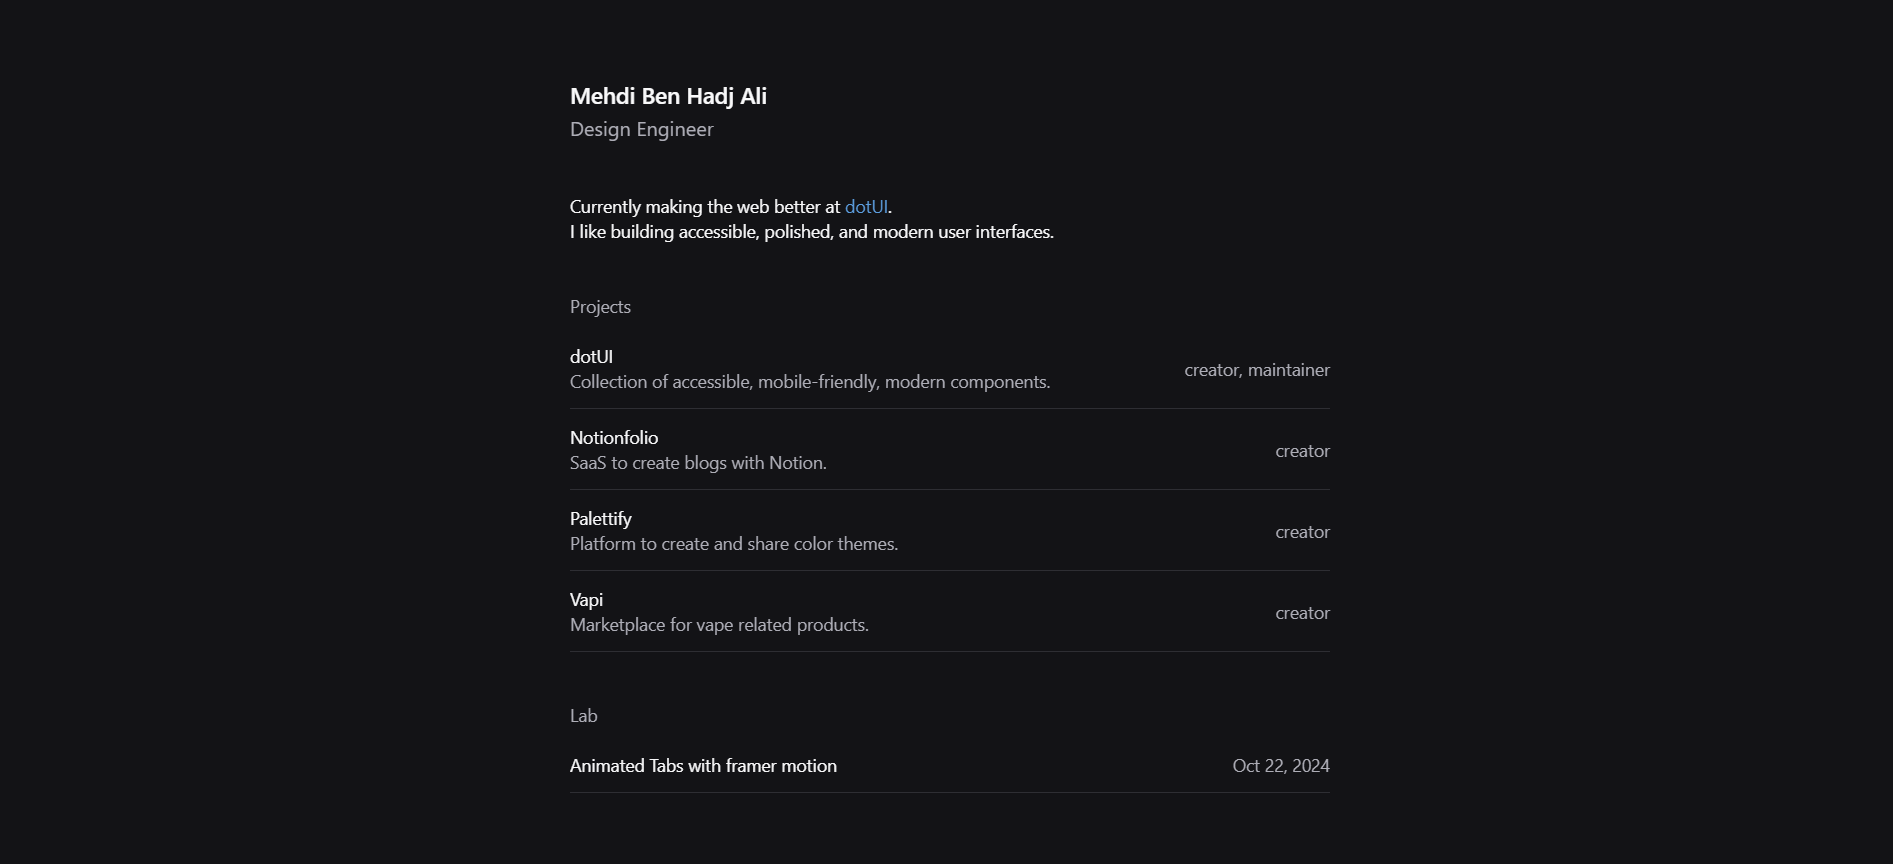 Mehdi Ben Hadj Ali
Design Engineer
Currently making the web better at dotUI.
I like building accessible, polished, and modern user interfaces.
Projects
dotUI
Collection of accessible, mobile-friendly, modern components.
creator, maintainer
Notionfolio
SaaS to create blogs with Notion.
creator
Palettify
Platform to create and share color themes.
creator
Vapi
Marketplace for vape related products.
creator
Lab
Animated Tabs with framer motion
Oct 22, 2024